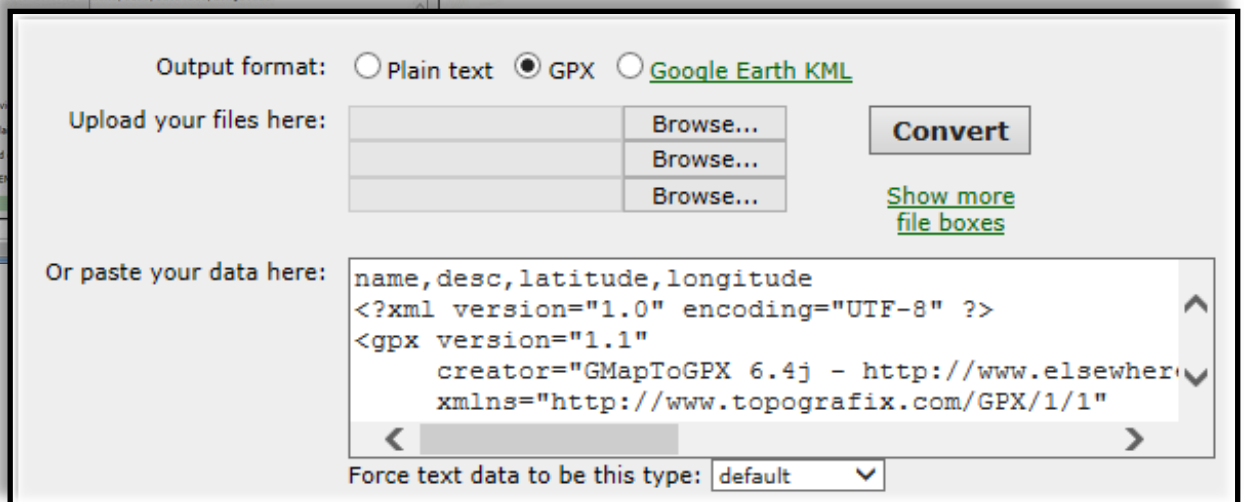 Output format: Plain text GPX Google Earth KML
Upload your files here: Browse... Convert
Browse...
Browse... Show more
file boxes
Or paste your data here: name,desc,latitude,longitude
<?xml version="1.0" encoding="UTF-8" ?>
<gpx version="1.1"
creator="GMapToGPX 6.4j - http://www.elsewher
xmlns="http://www.topografix.com/GPX/1/1"
Force text data to be this type: default